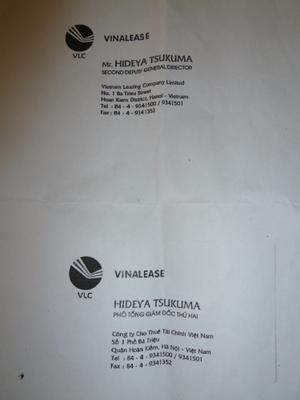 VINALEASE
VLC
Mr. HIDEYA TSUKUMA
SECOND DEPUTY GENERAL DIRECTOR
Vietnam Leasing Company Limited
No. 1 Ba Trieu Street
Hoan Kiem District, Hanoi - Vietnam
Tel : 84 - 4 - 9341500 / 9341501
Fax : 84 - 4 - 9341352
VINALEASE
VLC
HIDEYA TSUKUMA
PHÓ TỔNG GIÁM ĐỐC THỨ HAI
Công ty Cho Thuê Tài Chính Việt Nam
Số 1 Phố Bà Triệu
Quận Hoàn Kiếm, Hà Nội - Việt Nam
Tel : 84 - 4 - 9341500 / 9341501
Fax : 84 - 4 - 9341352